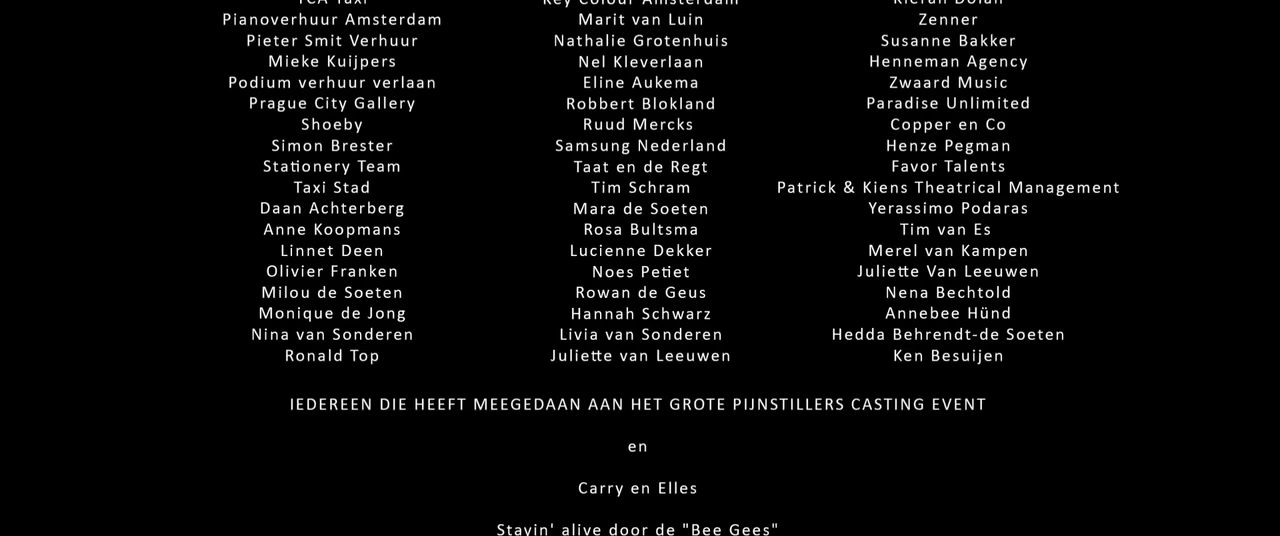 TCA Taxi
Key Colour Amsterdam
Kieran Dolan
Pianoverhuur Amsterdam
Marit van Luin
Zenner
Pieter Smit Verhuur
Nathalie Grotenhuis
Susanne Bakker
Mieke Kuijpers
Nel Kleverlaan
Henneman Agency
Podium verhuur verlaan
Eline Aukema
Zwaard Music
Prague City Gallery
Robbert Blokland
Paradise Unlimited
Shoeby
Ruud Mercks
Copper en Co
Simon Brester
Samsung Nederland
Henze Pegman
Stationery Team
Taat en de Regt
Favor Talents
Taxi Stad
Tim Schram
Patrick & Kiens Theatrical Management
Daan Achterberg
Mara de Soeten
Yerassimo Podaras
Anne Koopmans
Rosa Bultsma
Tim van Es
Linnet Deen
Lucienne Dekker
Merel van Kampen
Olivier Franken
Noes Petiet
Juliette Van Leeuwen
Milou de Soeten
Rowan de Geus
Nena Bechtold
Monique de Jong
Hannah Schwarz
Annebee Hünd
Nina van Sonderen
Livia van Sonderen
Hedda Behrendt-de Soeten
Ronald Top
Juliette van Leeuwen
Ken Besuijen
IEDEREEN DIE HEEFT MEEGEDAAN AAN HET GROTE PIJNSTILLERS CASTING EVENT
en
Carry en Elles
Stayin' alive door de "Bee Gees"